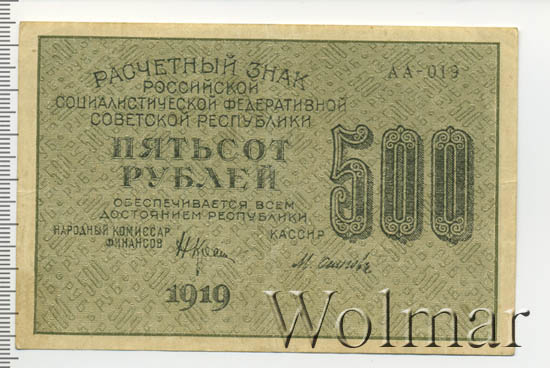 РАСЧЕТНЫЙ ЗНАК
АА-019
РОССИЙСКОЙ
СОЦИАЛИСТИЧЕСКОЙ ФЕДЕРАТИВНОЙ
СОВЕТСКОЙ РЕСПУБЛИКИ
ПЯТЬСОТ
РУБЛЕЙ
500
ОБЕСПЕЧИВАЕТСЯ ВСЕМ
ДОСТОЯНИЕМ РЕСПУБЛИКИ.
НАРОДНЫЙ КОМИССАР
ФИНАНСОВ
КАССИР
1919
Wolmar